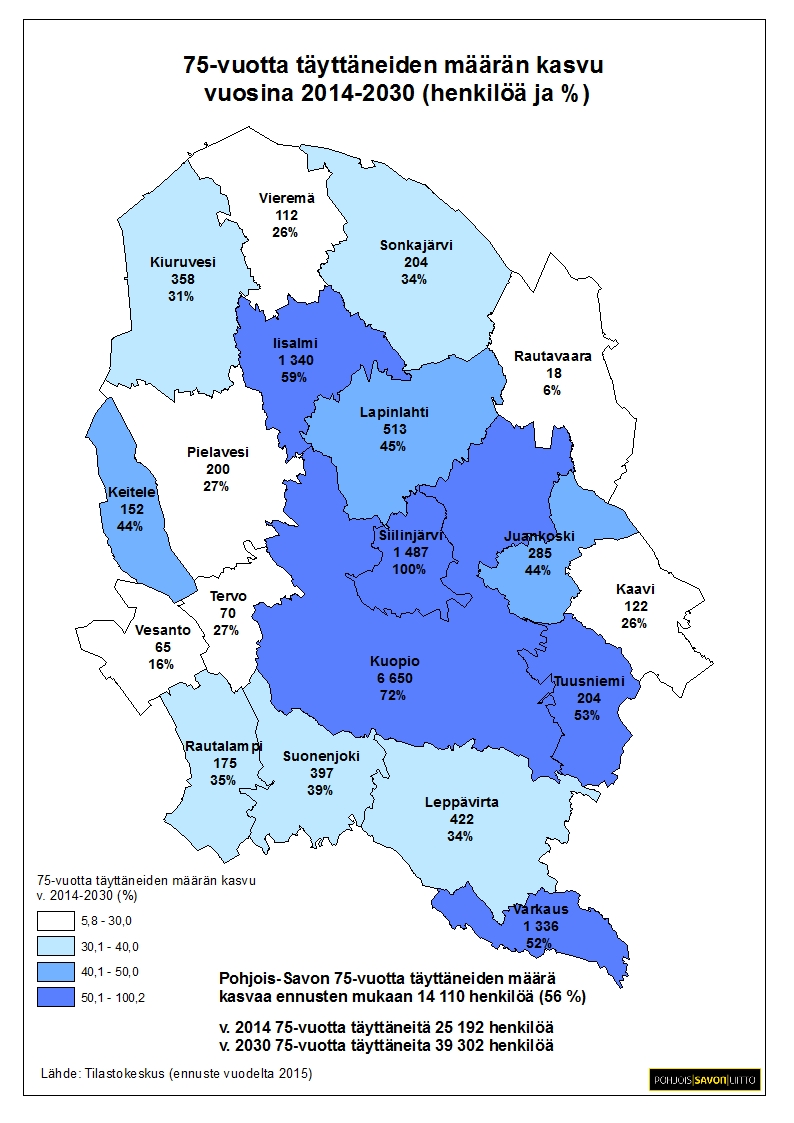 75-vuotta täyttäneiden määrän kasvu
vuosina 2014-2030 (henkilöä ja %)
Vieremä
112
26%
Sonkajärvi
204
34%
Kiuruvesi
358
31%
Iisalmi
1 340
59%
Rautavaara
18
6%
Lapinlahti
513
45%
Pielavesi
200
27%
Keitele
152
44%
Siilinjärvi
1 487
100%
Juankoski
285
44%
Kaavi
122
26%
Tervo
70
27%
Vesanto
65
16%
Kuopio
6 650
72%
Tuusniemi
204
53%
Rautalampi
175
35%
Suonenjoki
397
39%
Leppävirta
422
34%
Varkaus
1 336
52%
75-vuotta täyttäneiden määrän kasvu
v. 2014-2030 (%)
5,8 - 30,0
30,1 - 40,0
40,1 - 50,0
50,1 - 100,2
Pohjois-Savon 75-vuotta täyttäneiden määrä
kasvaa ennusten mukaan 14 110 henkilöä (56 %)
v. 2014 75-vuotta täyttäneitä 25 192 henkilöä
v. 2030 75-vuotta täyttäneita 39 302 henkilöä
Lähde: Tilastokeskus (ennuste vuodelta 2015)
POHJOIS|SAVON|LIITTO